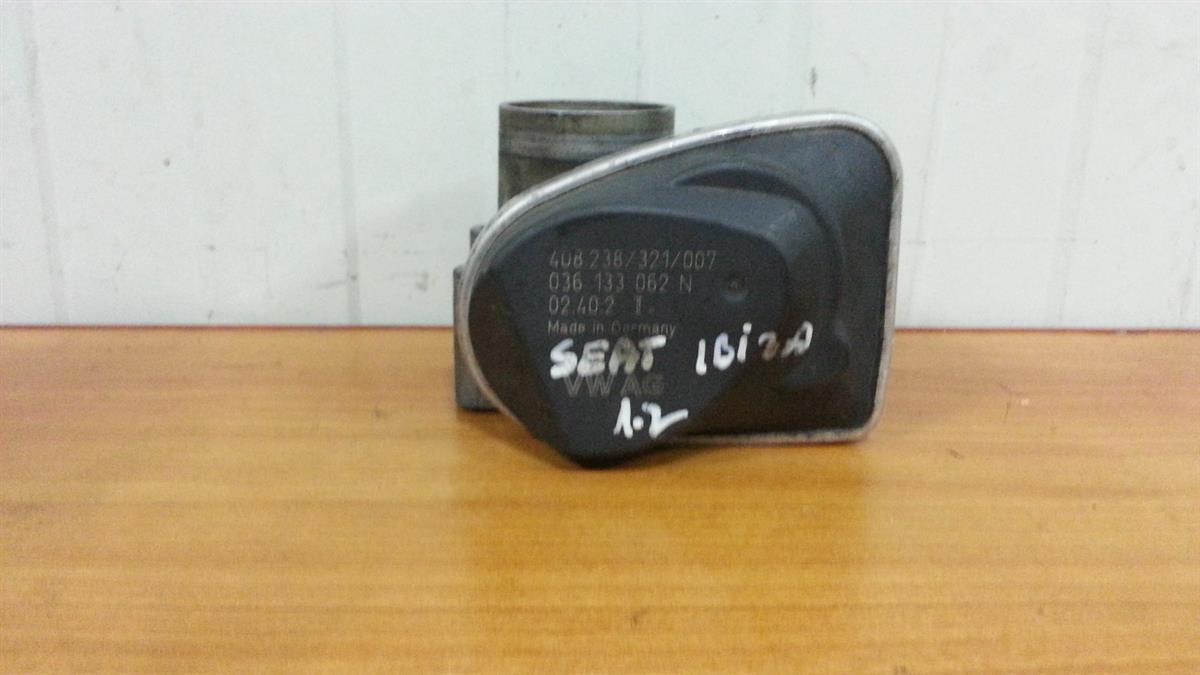 408.238/321/007
036 133 062 N
02.40.2 I.
Made in Germany
SEAT IBiZA
VW AG
1.2